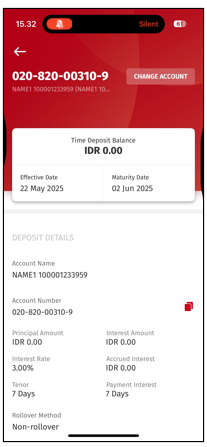 15.32 Silent 61
020-820-00310-9 CHANGE ACCOUNT
NAME1 100001233959 (NAME1 10...
Time Deposit Balance
IDR 0.00
Effective Date Maturity Date
22 May 2025 02 Jun 2025
DEPOSIT DETAILS
Account Name
NAME1 100001233959
Account Number
020-820-00310-9
Principal Amount Interest Amount
IDR 0.00 IDR 0.00
Interest Rate Accrued Interest
3.00% IDR 0.00
Tenor Payment Interest
7 Days 7 Days
Rollover Method
Non-rollover